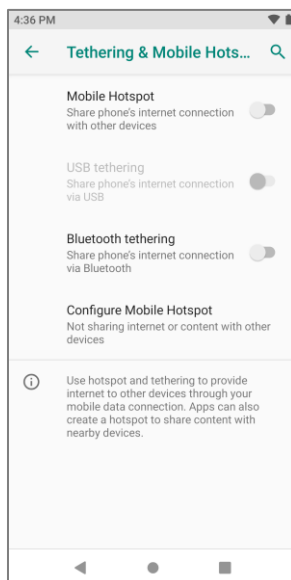 4:36 PM
Tethering & Mobile Hots...
Mobile Hotspot
Share phone's internet connection
with other devices
USB tethering
Share phone's internet connection
via USB
Bluetooth tethering
Share phone's internet connection
via Bluetooth
Configure Mobile Hotspot
Not sharing internet or content with other
devices
Use hotspot and tethering to provide
internet to other devices through your
mobile data connection. Apps can also
create a hotspot to share content with
nearby devices.